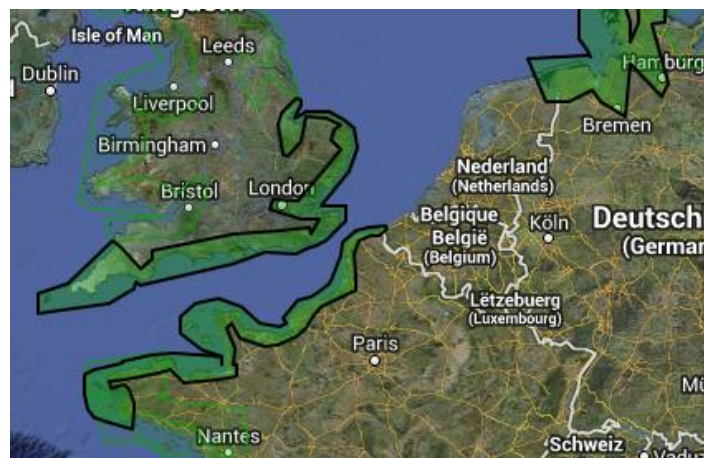 Isle of Man
Leeds
Dublin
Liverpool
Hamburg
Birmingham
Bremen
Bristol
London
Nederland
(Netherlands)
Belgique
België
(Belgium)
Köln
Deutsch
(Germar
Lëtzebuerg
(Luxembourg)
Paris
Nantes
Schweiz